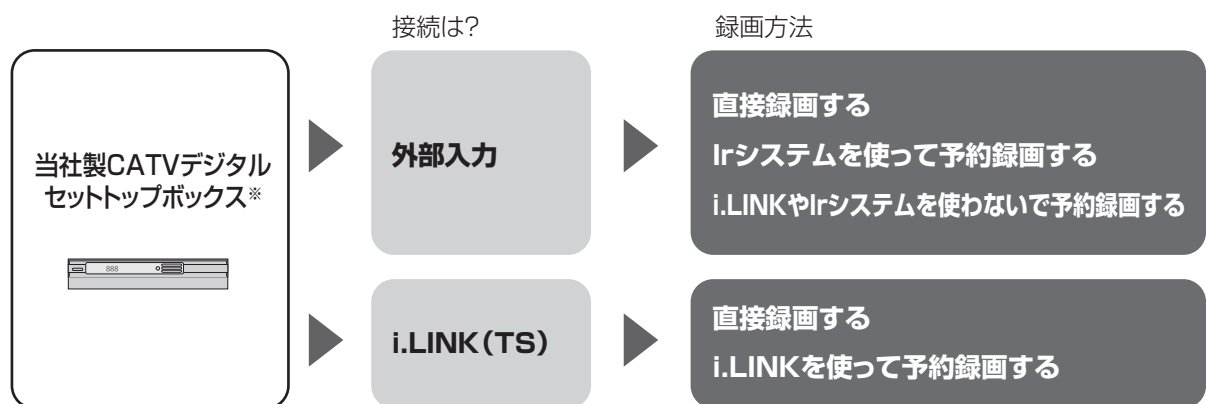 接続は?
録画方法
当社製CATVデジタル
セットトップボックス※
888
外部入力
直接録画する
Irシステムを使って予約録画する
i.LINKやIrシステムを使わないで予約録画する
i.LINK(TS)
直接録画する
i.LINKを使って予約録画する